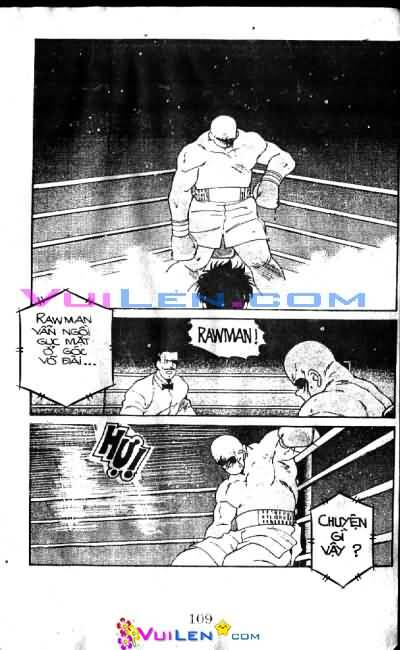 VUILEN.COM
RAWMAN
VẪN NGỒI
GỤC MẶT
Ở GÓC
VÕ ĐÀI...
RAWMAN!
HỰ!
CHUYỆN
GÌ
VẬY ?
109
VUILEN
.com